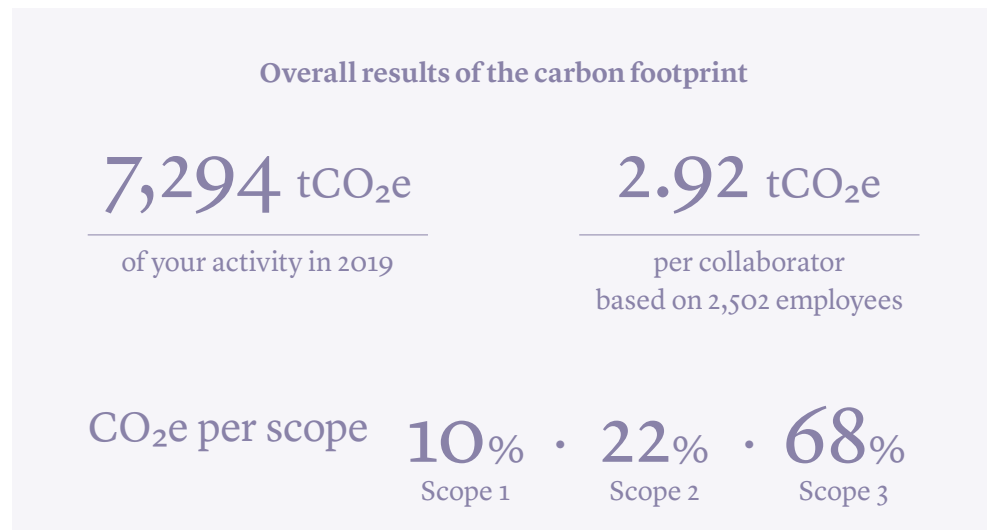 Overall results of the carbon footprint
7,294 tCO₂e
of your activity in 2019
2.92 tCO₂e
per collaborator
based on 2,502 employees
CO₂e per scope
10% · 22% · 68%
Scope 1 Scope 2 Scope 3